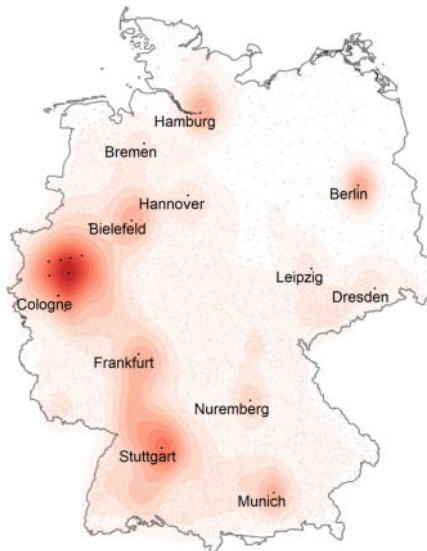 Hamburg
Bremen
Berlin
Hannover
Bielefeld
Leipzig
Dresden
Cologne
Frankfurt
Nuremberg
Stuttgart
Munich